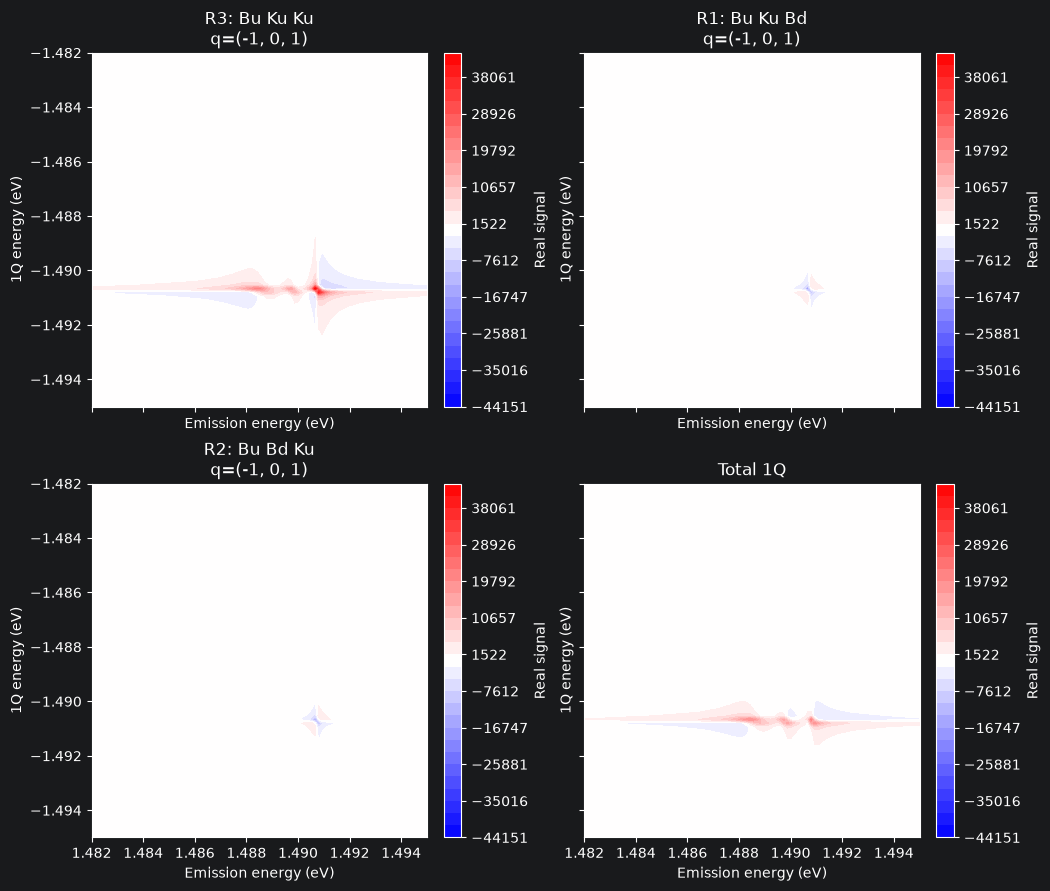 R3: Bu Ku Ku
q=(-1, 0, 1)
−1.482
−1.484
−1.486
−1.488
−1.490
−1.492
−1.494
1Q energy (eV)
Emission energy (eV)
38061
28926
19792
10657
1522
−7612
−16747
−25881
−35016
−44151
Real signal
R1: Bu Ku Bd
q=(-1, 0, 1)
1Q energy (eV)
Emission energy (eV)
38061
28926
19792
10657
1522
−7612
−16747
−25881
−35016
−44151
Real signal
R2: Bu Bd Ku
q=(-1, 0, 1)
−1.482
−1.484
−1.486
−1.488
−1.490
−1.492
−1.494
1Q energy (eV)
1.482 1.484 1.486 1.488 1.490 1.492 1.494
Emission energy (eV)
38061
28926
19792
10657
1522
−7612
−16747
−25881
−35016
−44151
Real signal
Total 1Q
1Q energy (eV)
1.482 1.484 1.486 1.488 1.490 1.492 1.494
Emission energy (eV)
38061
28926
19792
10657
1522
−7612
−16747
−25881
−35016
−44151
Real signal